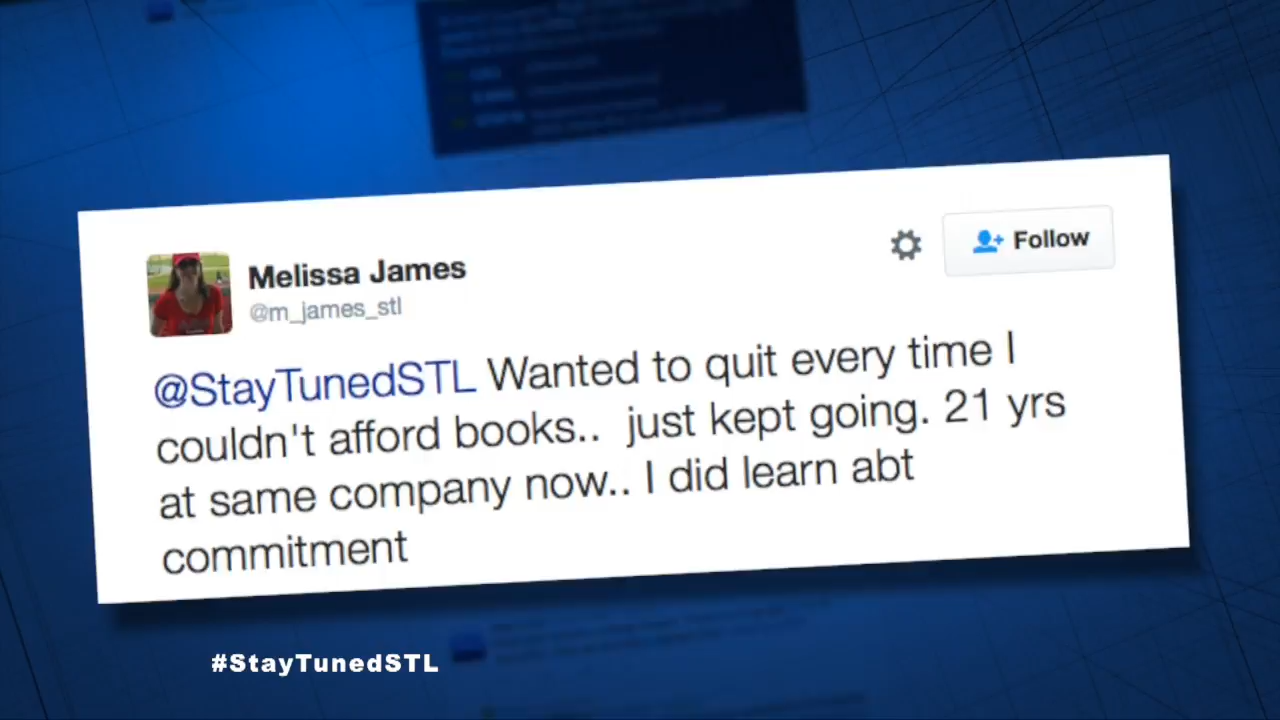 Melissa James
@m_james_stl
Follow
@StayTunedSTL Wanted to quit every time I
couldn't afford books..  just kept going. 21 yrs
at same company now.. I did learn abt
commitment
#StayTunedSTL